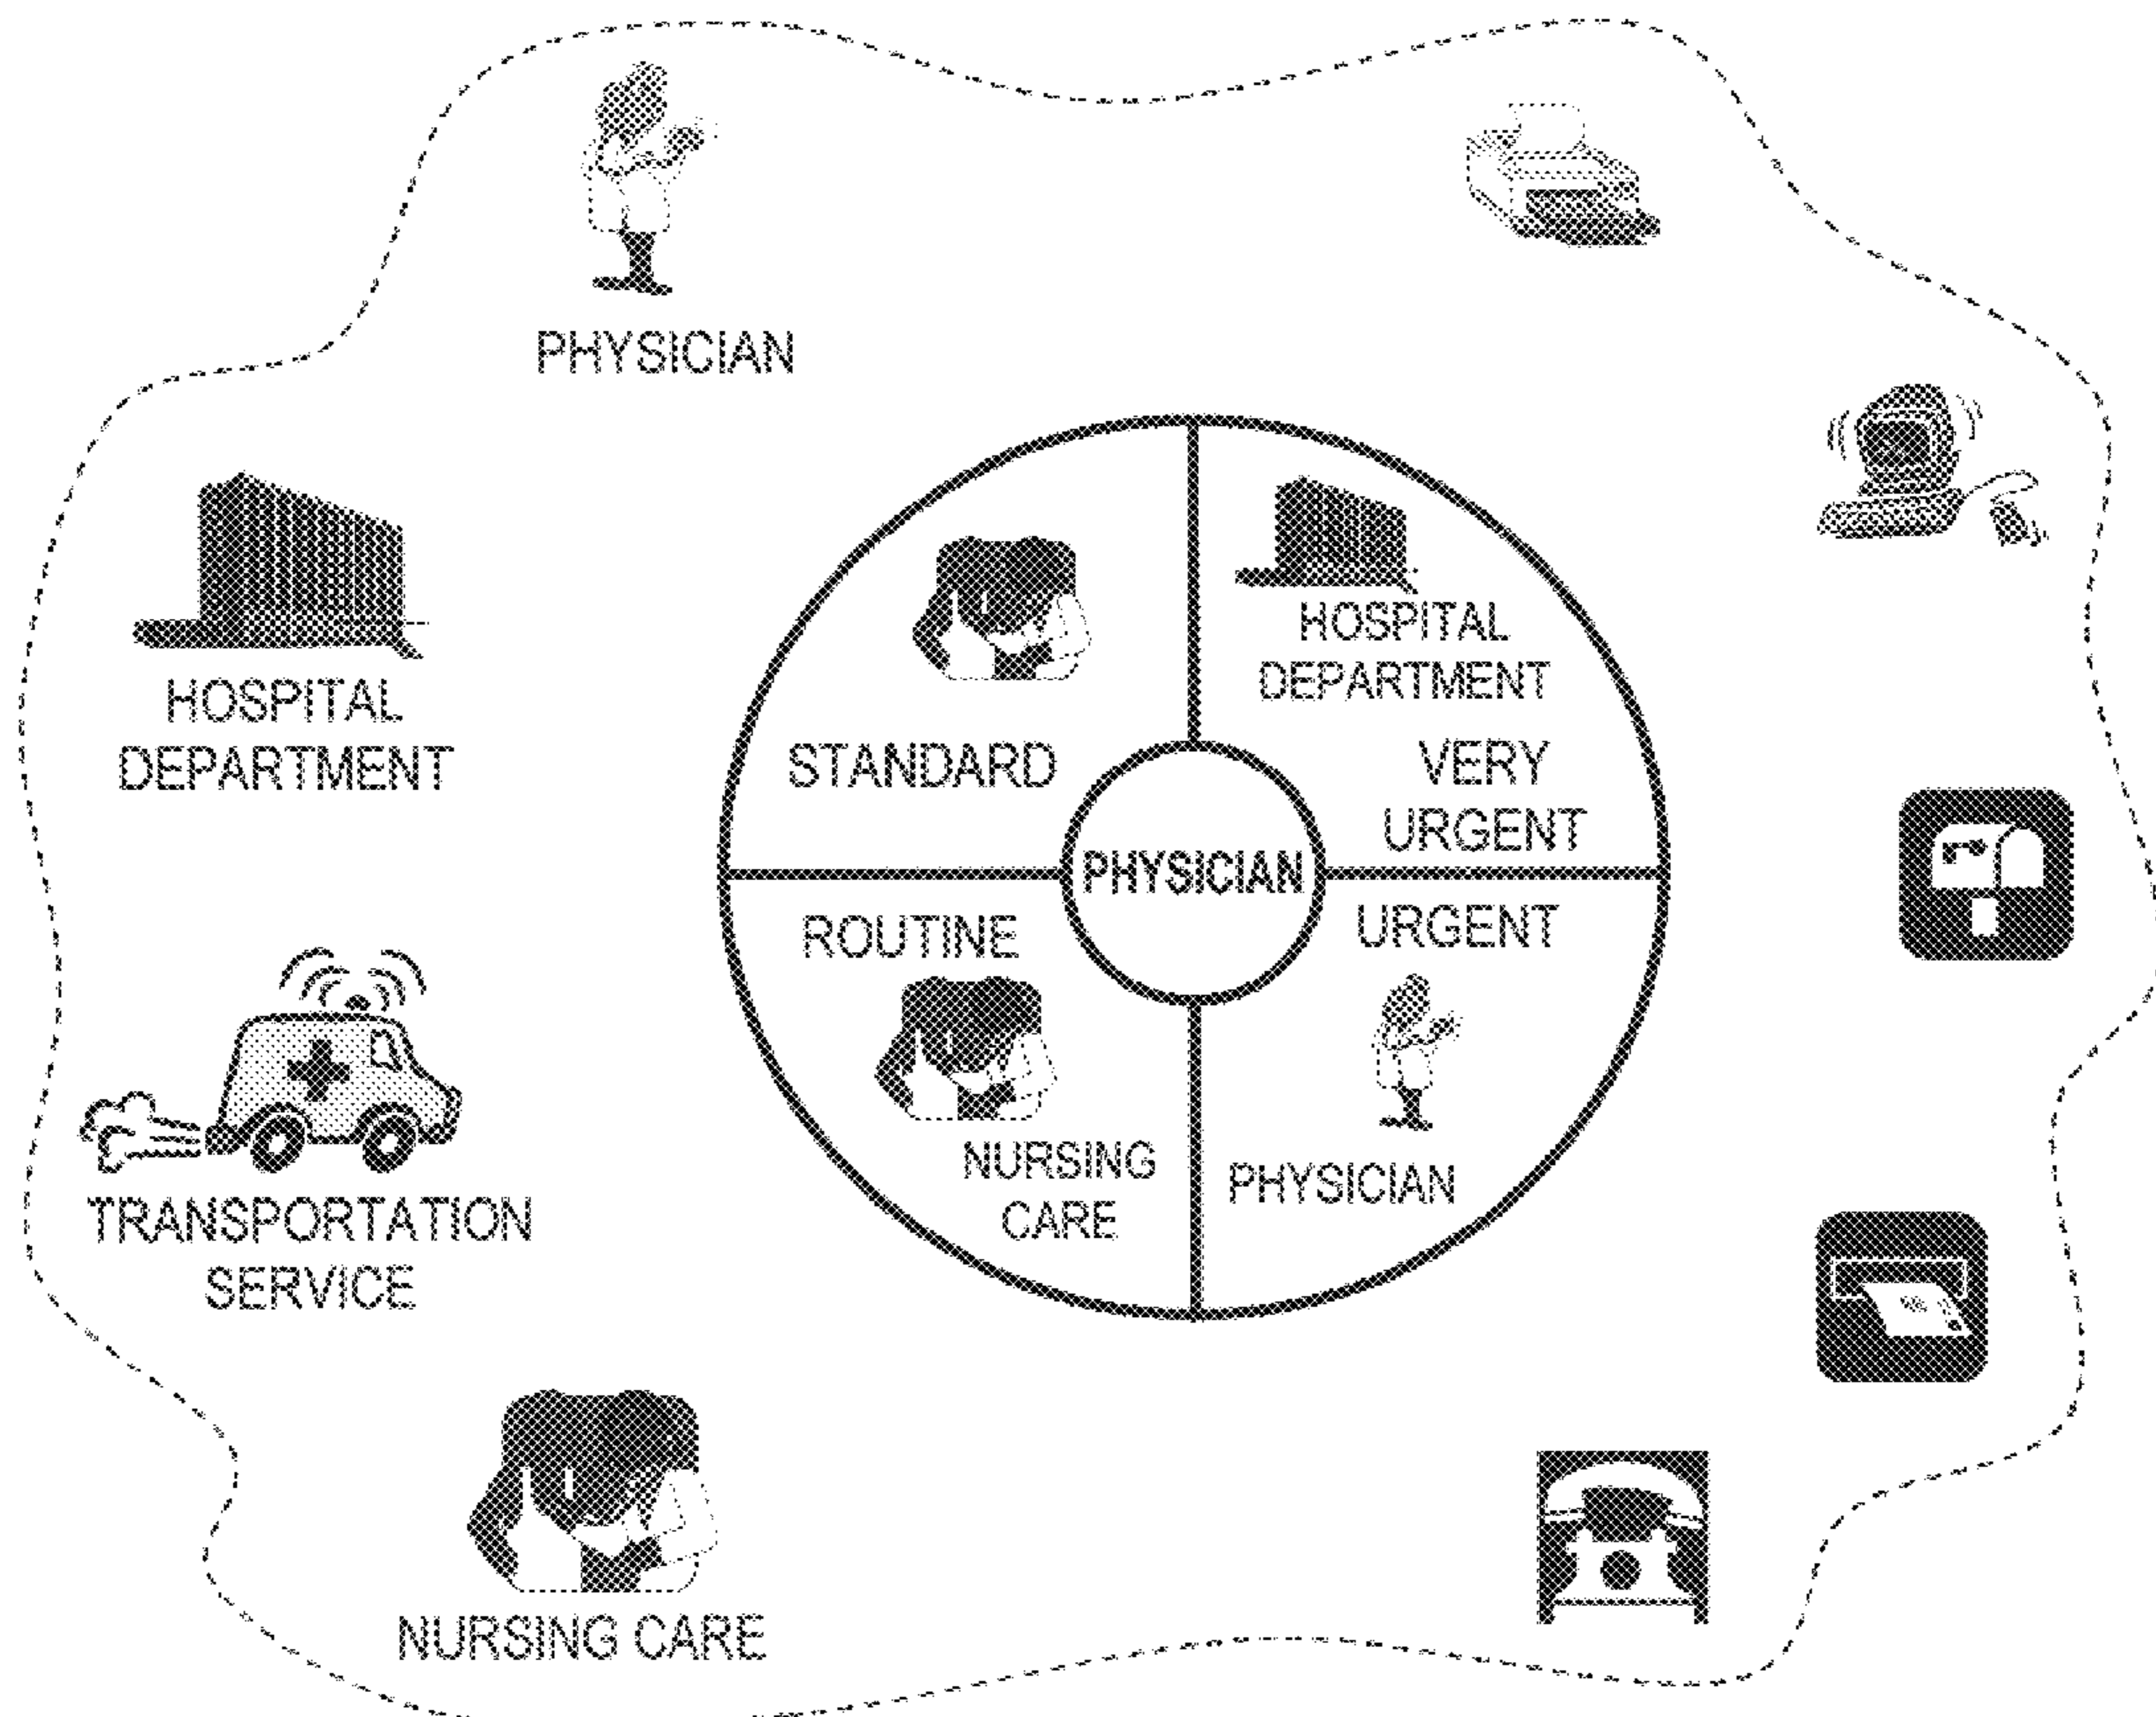 PHYSICIAN
HOSPITAL
DEPARTMENT
TRANSPORTATION
SERVICE
NURSING CARE
STANDARD
HOSPITAL
DEPARTMENT
VERY
URGENT
PHYSICIAN
ROUTINE
NURSING
CARE
URGENT
PHYSICIAN